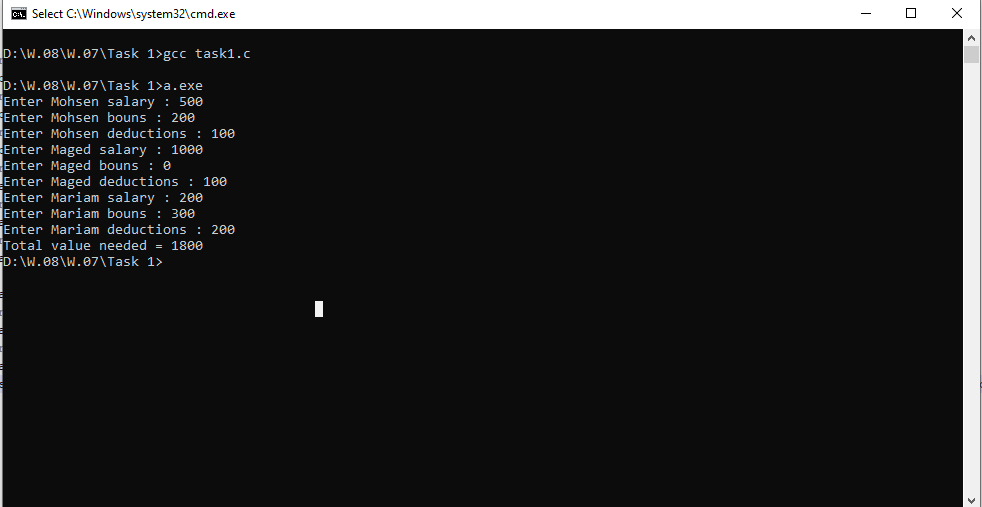 Select C:\Windows\system32\cmd.exe
D:\W.08\W.07\Task 1>gcc task1.c
D:\W.08\W.07\Task 1>a.exe
Enter Mohsen salary : 500
Enter Mohsen bouns : 200
Enter Mohsen deductions : 100
Enter Maged salary : 1000
Enter Maged bouns : 0
Enter Maged deductions : 100
Enter Mariam salary : 200
Enter Mariam bouns : 300
Enter Mariam deductions : 200
Total value needed = 1800
D:\W.08\W.07\Task 1>